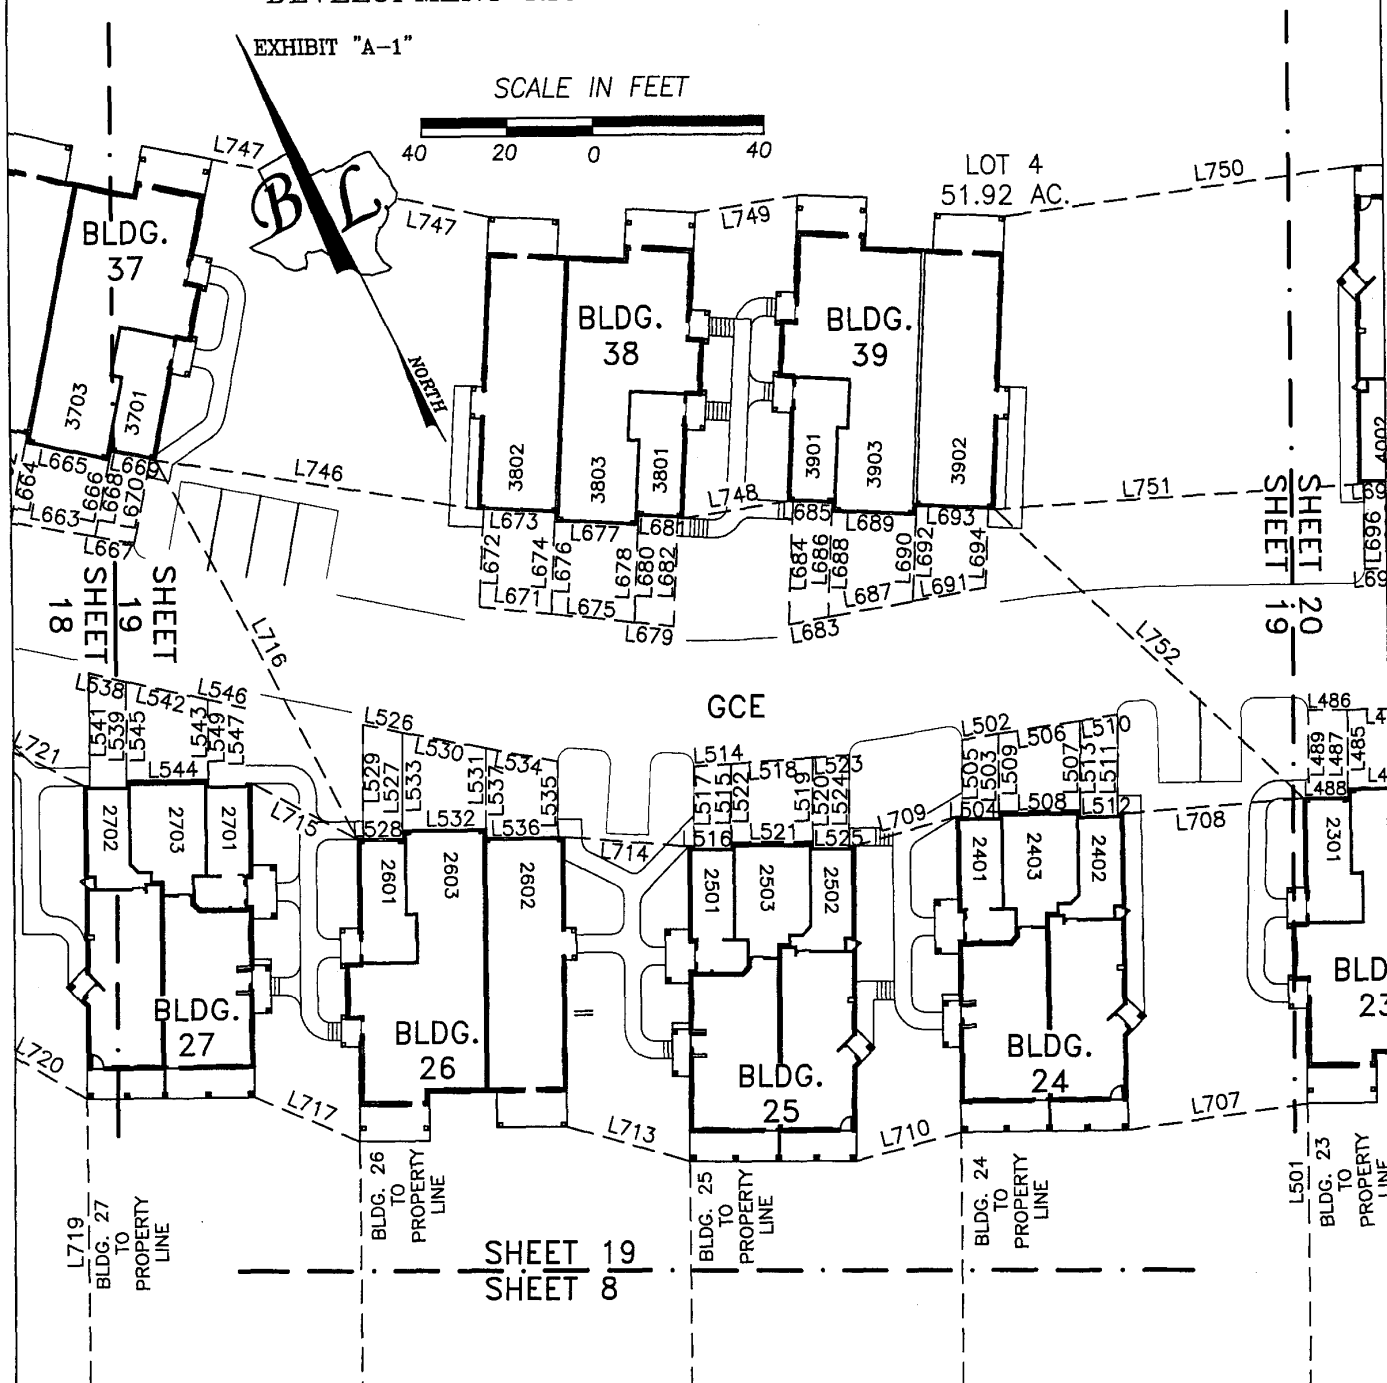 EXHIBIT "A-1"
SCALE IN FEET
40 20 0 40
NORTH
B L
LOT 4
51.92 AC.
L747
L747
L749
L750
BLDG.
37
3703
3701
BLDG.
38
3802
3803
3801
BLDG.
39
3901
3903
3902
4002
L746
L748
L751
L665
L669
L664
L666
L668
L670
L663
L667
L673
L677
L681
L672
L674
L676
L678
L680
L682
L671
L675
L679
L685
L689
L693
L684
L686
L688
L690
L692
L694
L683
L687
L691
L696
SHEET 18
SHEET 19
SHEET 19
SHEET 20
L716
L752
GCE
L538
L542
L546
L541
L539
L545
L543
L549
L547
L544
L721
L715
L526
L530
L534
L529
L527
L533
L531
L537
L535
L528
L532
L536
L714
L514
L518
L523
L517
L515
L522
L519
L520
L524
L516
L521
L525
L709
L502
L506
L510
L505
L503
L509
L507
L513
L511
L504
L508
L512
L708
L486
L489
L487
L485
L488
2702
2703
2701
BLDG.
27
2601
2603
2602
BLDG.
26
2501
2503
2502
BLDG.
25
2401
2403
2402
BLDG.
24
2301
L720
L717
L713
L710
L707
L719
BLDG. 27
TO
PROPERTY
LINE
BLDG. 26
TO
PROPERTY
LINE
BLDG. 25
TO
PROPERTY
LINE
BLDG. 24
TO
PROPERTY
LINE
L501
BLDG. 23
TO
PROPERTY
SHEET 19
SHEET 8